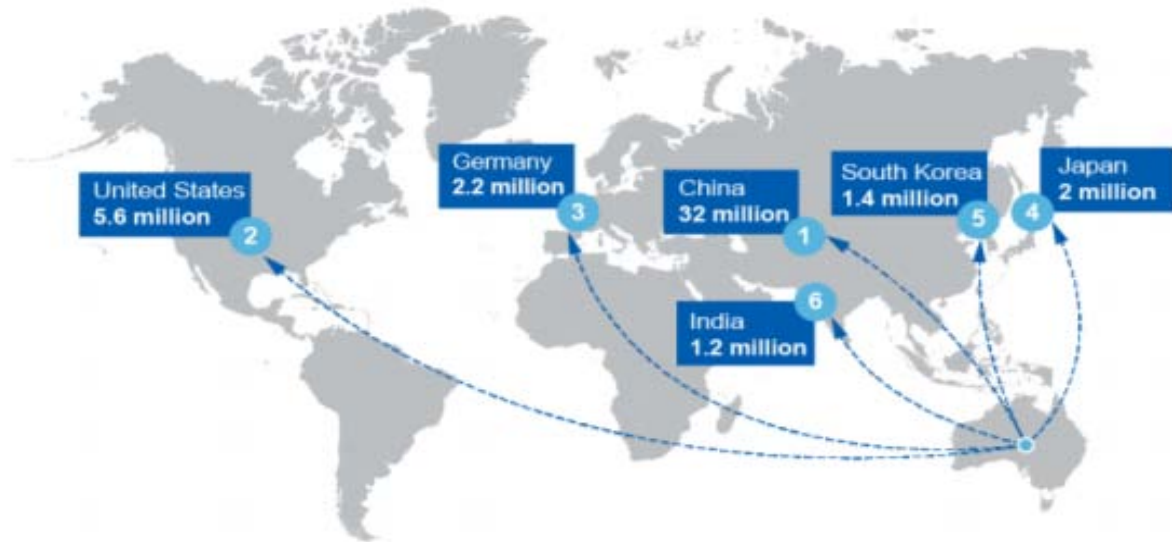 United States
5.6 million
2
Germany
2.2 million
3
China
32 million
1
South Korea
1.4 million
5
Japan
2 million
4
India
1.2 million
6